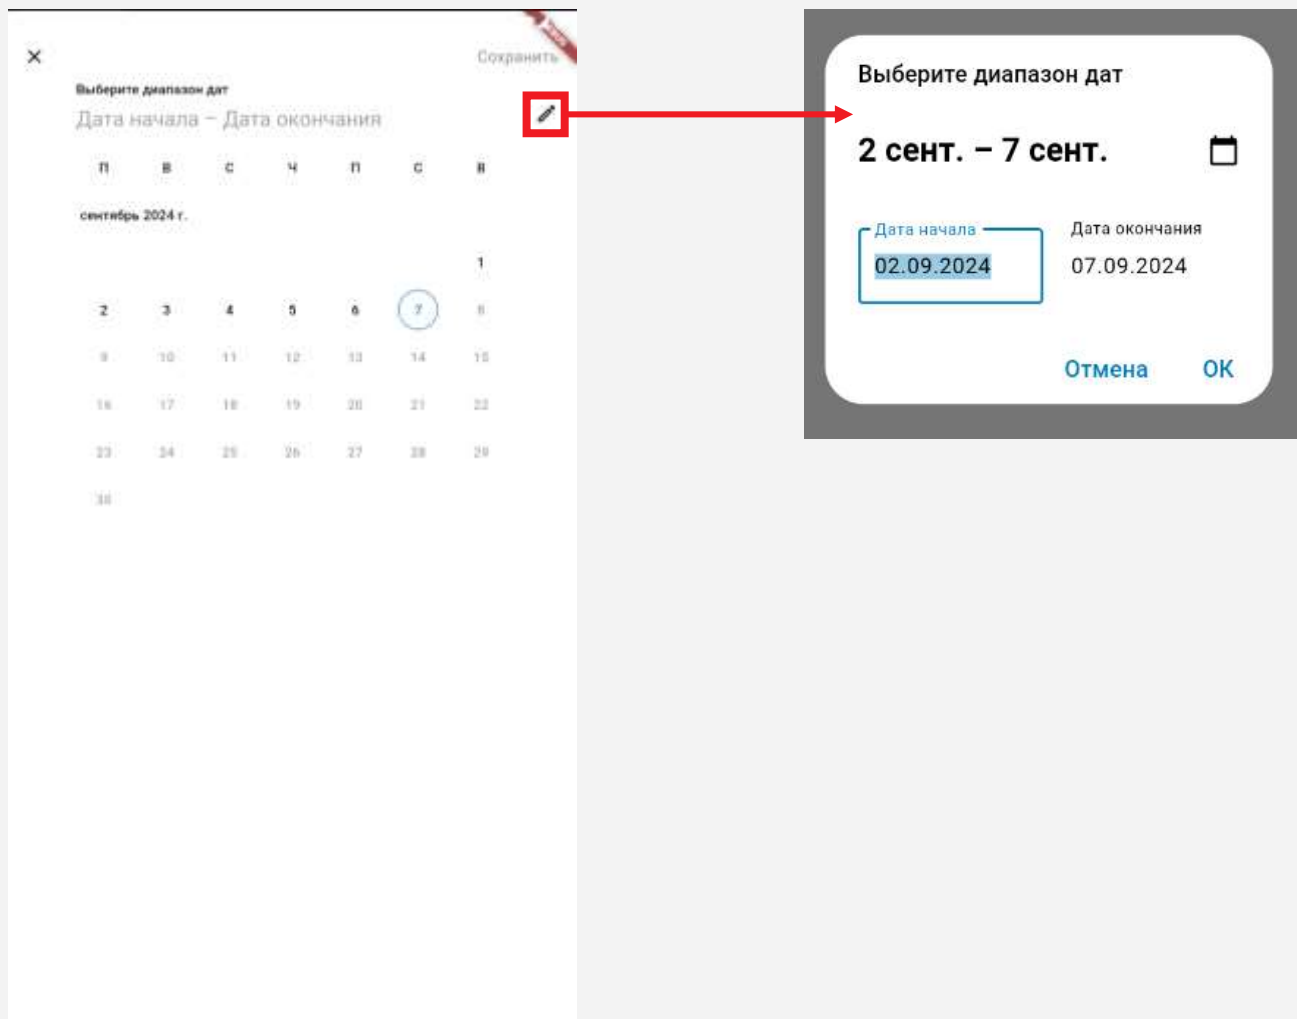 Сохранить
Выберите диапазон дат
Дата начала – Дата окончания
П В С Ч П С В
сентябрь 2024 г.
1
2 3 4 5 6 7 8
9 10 11 12 13 14 15
16 17 18 19 20 21 22
23 24 25 26 27 28 29
30
Выберите диапазон дат
2 сент. – 7 сент.
Дата начала Дата окончания
02.09.2024 07.09.2024
Отмена ОК